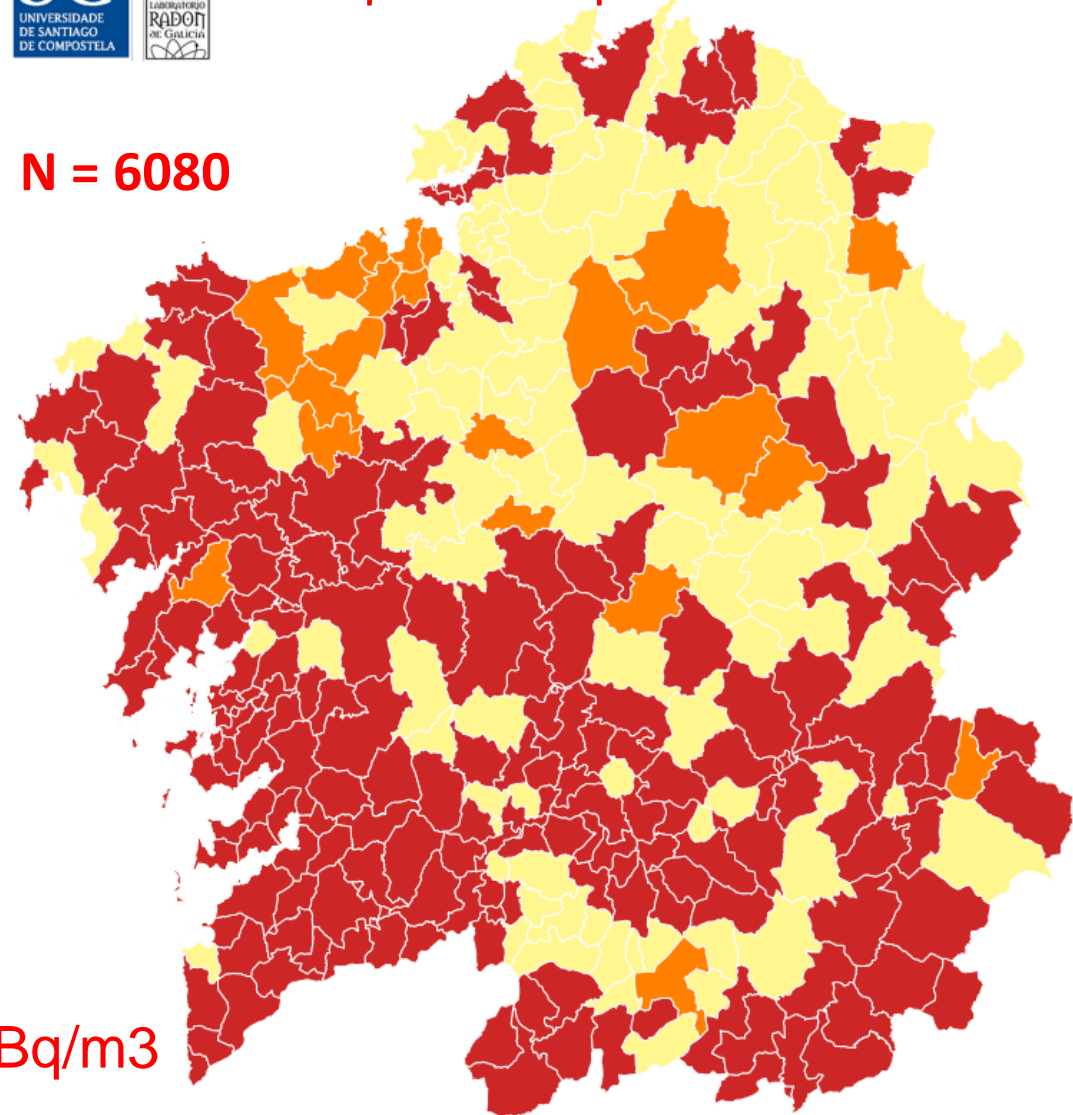 UNIVERSIDADE
DE SANTIAGO
DE COMPOSTELA
LABORATORIO
RADON
DE GALICIA
N = 6080
Bq/m3